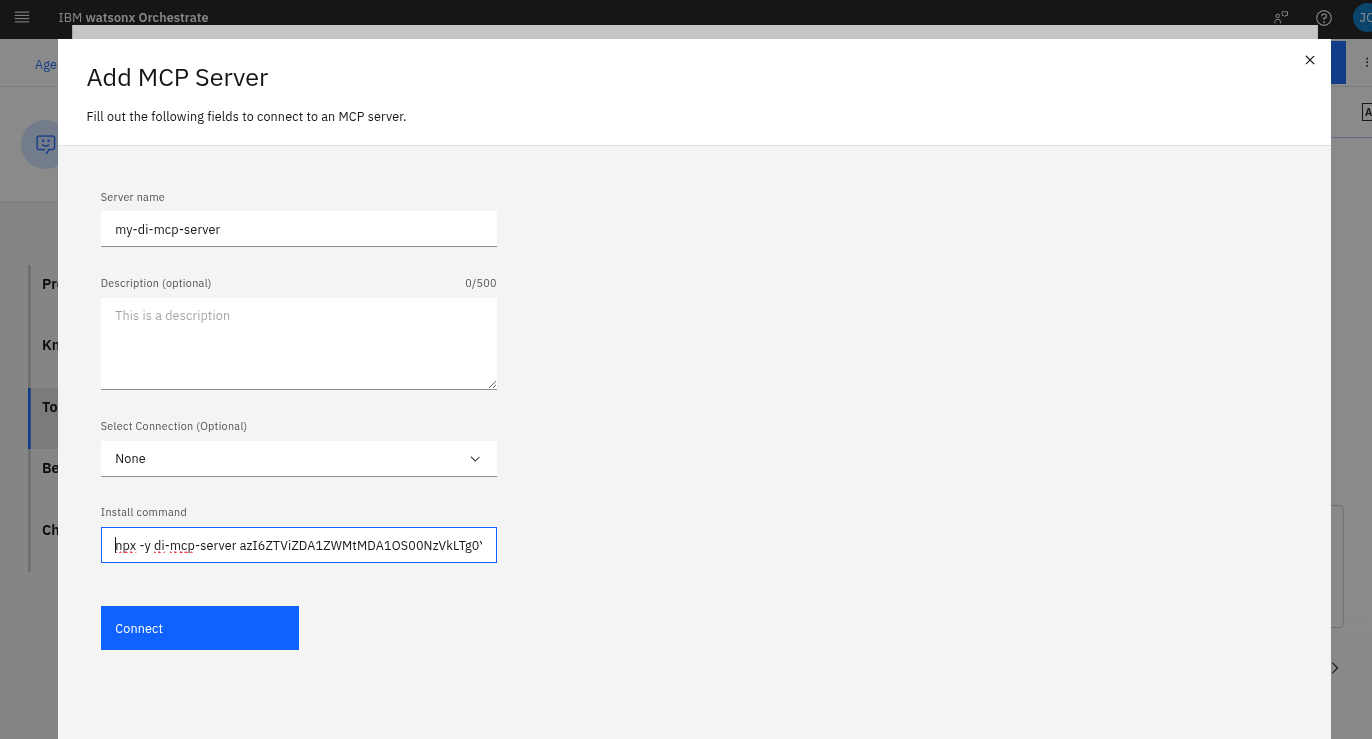 IBM watsonx Orchestrate
JC
Age
Add MCP Server
Fill out the following fields to connect to an MCP server.
A
Server name
my-di-mcp-server
Description (optional)
0/500
This is a description
Pr
Kn
To
Be
Ch
Select Connection (Optional)
None
Install command
npx -y di-mcp-server azI6ZTViZDA1ZWMtMDA1OS00NzVkLTg0Y
Connect